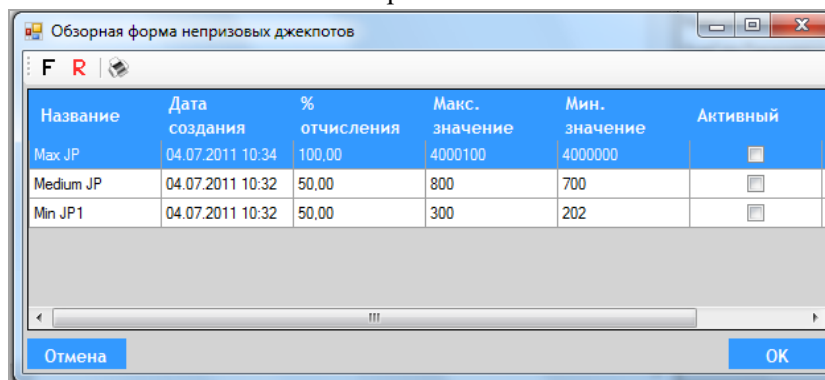 Обзорная форма непризовых джекпотов
F R
Название Дата создания % отчисления Макс. значение Мин. значение Активный
Max JP 04.07.2011 10:34 100,00 4000100 4000000
Medium JP 04.07.2011 10:32 50,00 800 700
Min JP1 04.07.2011 10:32 50,00 300 202
Отмена OK